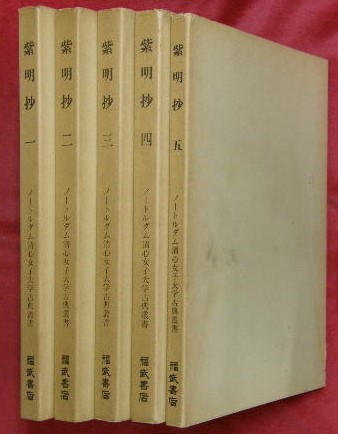 紫明抄 一
ノートルダム清心女子大学古典叢書
福武書店
紫明抄 二
ノートルダム清心女子大学古典叢書
福武書店
紫明抄 三
ノートルダム清心女子大学古典叢書
福武書店
紫明抄 四
ノートルダム清心女子大学古典叢書
福武書店
紫明抄 五
ノートルダム清心女子大学古典叢書
福武書店